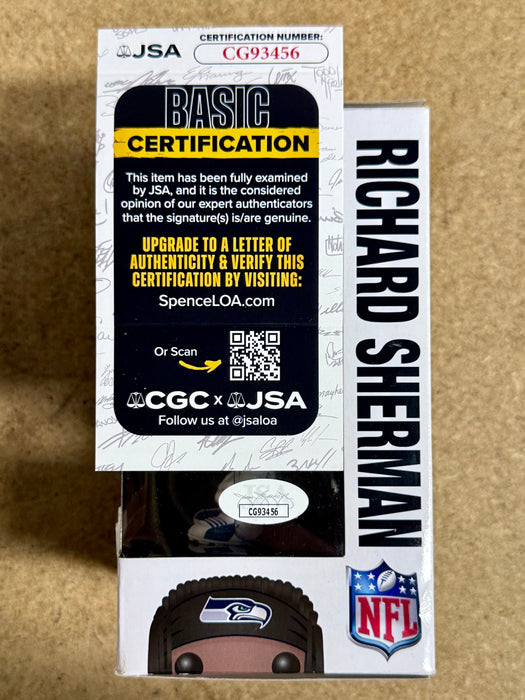 JSA
CERTIFICATION NUMBER:
CG93456
BASIC
CERTIFICATION
This item has been fully examined
by JSA, and it is the considered
opinion of our expert authenticators
that the signature(s) is/are genuine.
UPGRADE TO A LETTER OF
AUTHENTICITY & VERIFY THIS
CERTIFICATION BY VISITING:
SpenceLOA.com
Or Scan
CGC x JSA
Follow us at @jsaloa
RICHARD SHERMAN
JSA
CG93456
NFL